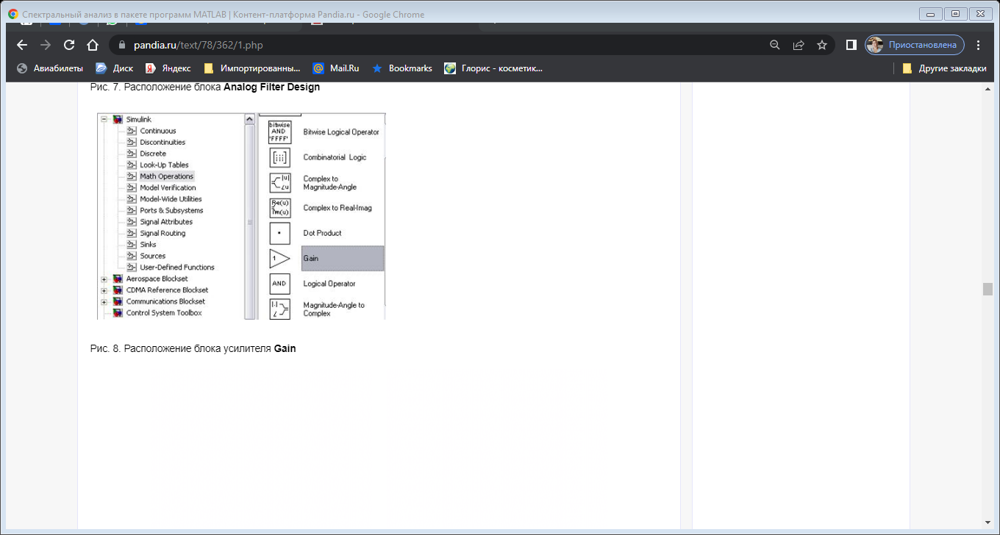 Спектральный анализ в пакете программ MATLAB | Контент-платформа Pandia.ru - Google Chrome
pandia.ru/text/78/362/1.php
Приостановлена
Авиабилеты
Диск
Яндекс
Импортированны...
Mail.Ru
Bookmarks
Глорис - косметик...
Другие закладки
Рис. 7. Расположение блока Analog Filter Design
Simulink
Continuous
Discontinuities
Discrete
Look-Up Tables
Math Operations
Model Verification
Model-Wide Utilities
Ports & Subsystems
Signal Attributes
Signal Routing
Sinks
Sources
User-Defined Functions
Aerospace Blockset
CDMA Reference Blockset
Communications Blockset
Control System Toolbox
bitwise
AND
'FFFF'
Bitwise Logical Operator
Combinatorial Logic
|u|
∠u
Complex to
Magnitude-Angle
Re(u)
Im(u)
Complex to Real-Imag
Dot Product
1
Gain
AND
Logical Operator
|.|
∠
Magnitude-Angle to
Complex
Рис. 8. Расположение блока усилителя Gain